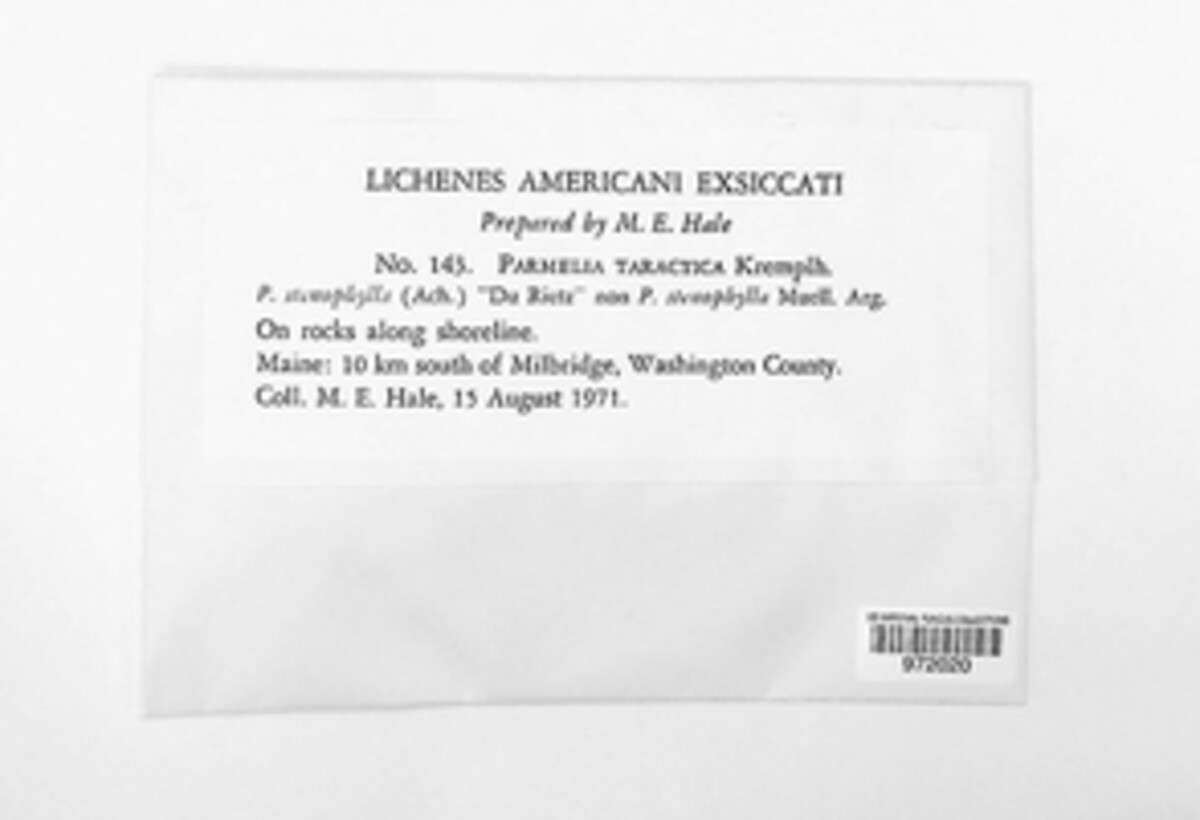 LICHENES AMERICANI EXSICCATI
Prepared by M. E. Hale
No. 143. PARMELIA TARACTICA Kremplh.
P. stenophylla (Ach.) "Du Rietz" non P. stenophylla Muell. Arg.
On rocks along shoreline.
Maine: 10 km south of Milbridge, Washington County.
Coll. M. E. Hale, 15 August 1971.
972020